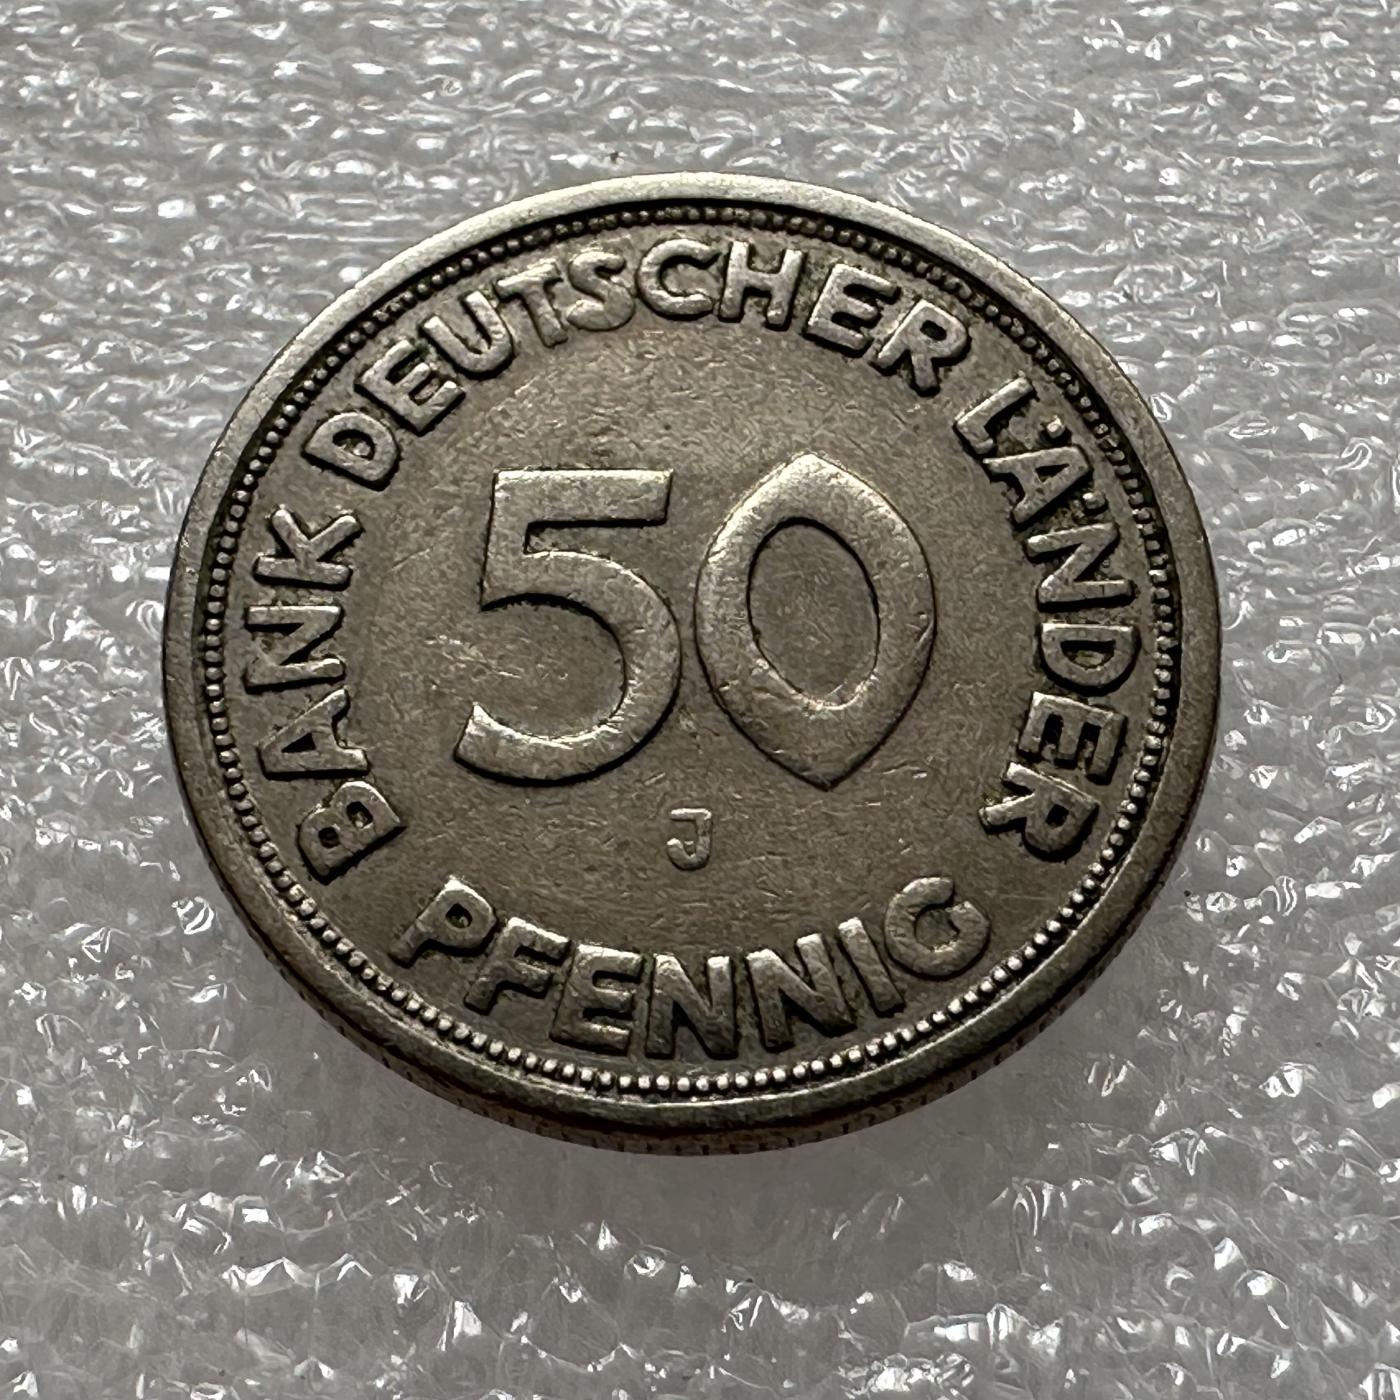 BANK DEUTSCHER LÄNDER
50
J
PFENNIG